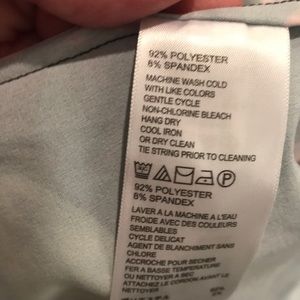 92% POLYESTER
8% SPANDEX
MACHINE WASH COLD
WITH LIKE COLORS
GENTLE CYCLE
NON-CHLORINE BLEACH
HANG DRY
COOL IRON
OR DRY CLEAN
TIE STRING PRIOR TO CLEANING
P
92% POLYESTER
8% SPANDEX
LAVER A LA MACHINE A L'EAU
FROIDE AVEC DES COULEURS
SEMBLABLES
CYCLE DELICAT
AGENT DE BLANCHIMENT SANS
CHLORE
ACCROCHE POUR SECHER
FER A BASSE TEMPERATURE
OU NETTOYAGE A SEC
ATTACHEZ LE CORDON AVANT LE
NETTOYER